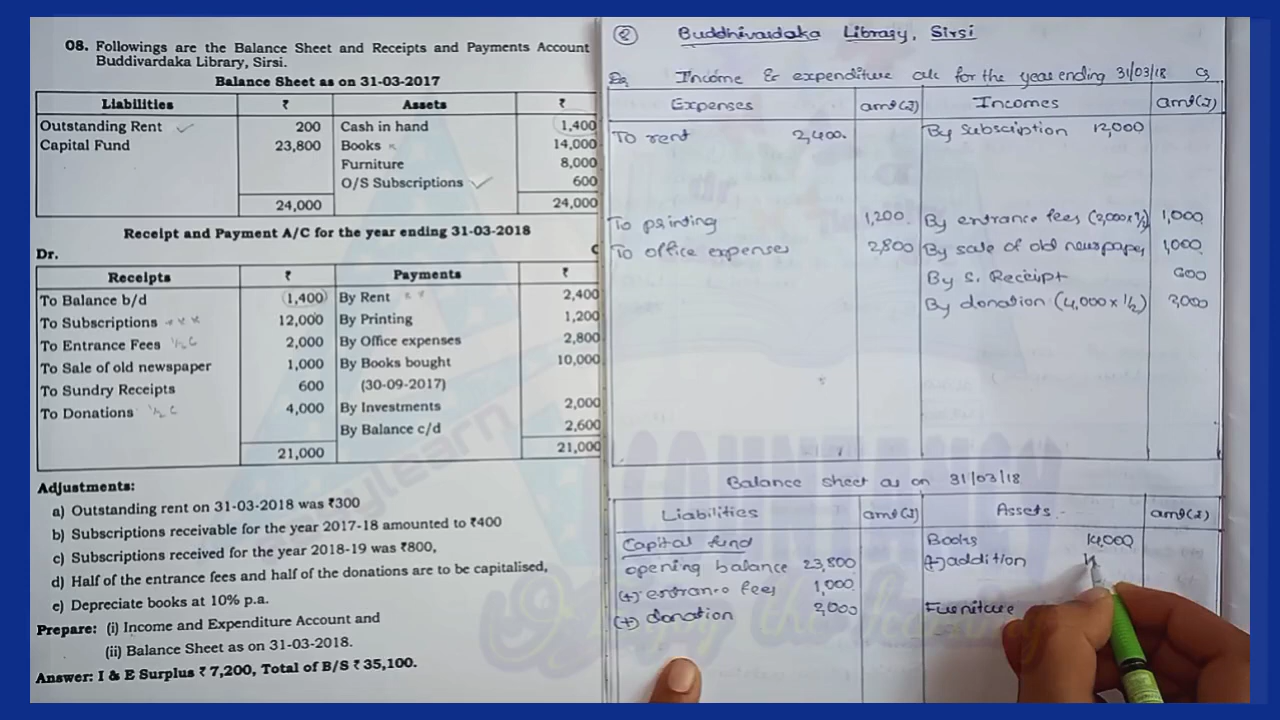 08. Followings are the Balance Sheet and Receipts and Payments Account
Buddivardaka Library, Sirsi.
Balance Sheet as on 31-03-2017
Liabilities ₹ Assets ₹
Outstanding Rent 200 Cash in hand 1,400
Capital Fund 23,800 Books 14,000
Furniture 8,000
O/S Subscriptions 600
24,000 24,000
Receipt and Payment A/C for the year ending 31-03-2018
Dr. C
Receipts ₹ Payments ₹
To Balance b/d 1,400 By Rent 2,400
To Subscriptions 12,000 By Printing 1,200
To Entrance Fees ½ C 2,000 By Office expenses 2,800
To Sale of old newspaper 1,000 By Books bought 10,000
To Sundry Receipts 600 (30-09-2017)
To Donations ½ C 4,000 By Investments 2,000
By Balance c/d 2,600
21,000 21,000
Adjustments:
a) Outstanding rent on 31-03-2018 was ₹300
b) Subscriptions receivable for the year 2017-18 amounted to ₹400
c) Subscriptions received for the year 2018-19 was ₹800,
d) Half of the entrance fees and half of the donations are to be capitalised,
e) Depreciate books at 10% p.a.
Prepare: (i) Income and Expenditure Account and
(ii) Balance Sheet as on 31-03-2018.
Answer: I & E Surplus ₹ 7,200, Total of B/S ₹ 35,100.
8 Buddhivardaka Library, Sirsi
Dr Income & expenditure a/c for the year ending 31/03/18 Cr
Expenses amt(₹) Incomes amt(₹)
To rent 2,400 By Subsciption 12,000
To printing 1,200 By entrance fees (2,000x½) 1,000
To office expenses 2,800 By sale of old newspaper 1,000
By S. Receipt 600
By donation (4,000x½) 2,000
Balance sheet as on 31/03/18
Liabilities amt(₹) Assets amt(₹)
Capital fund Books 14,000
opening balance 23,800 (+) addition
(+) entrance fees 1,000
(+) donation 2,000 Furniture